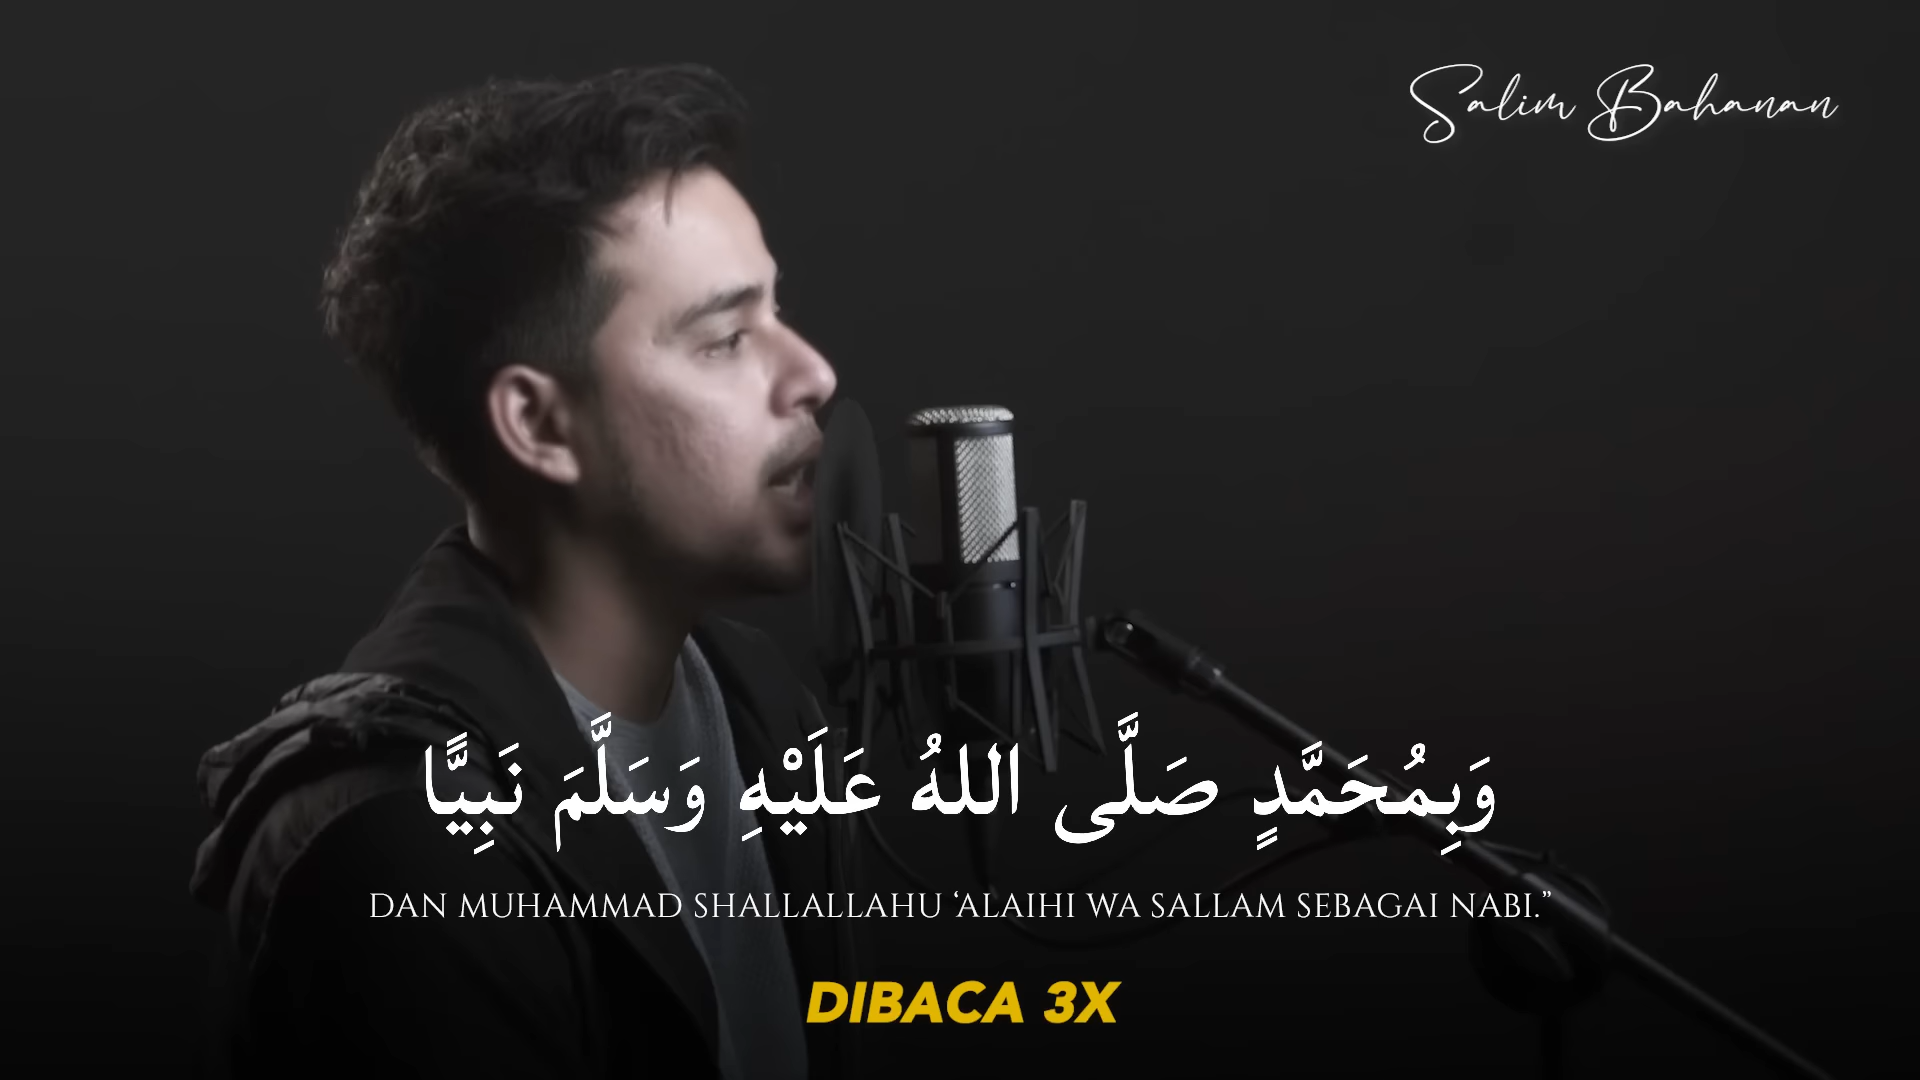 Salim Bahanan
وَبِمُحَمَّدٍ صَلَّى اللهُ عَلَيْهِ وَسَلَّمَ نَبِيًّا
DAN MUHAMMAD SHALLALLAHU ‘ALAIHI WA SALLAM SEBAGAI NABI.”
DIBACA 3X